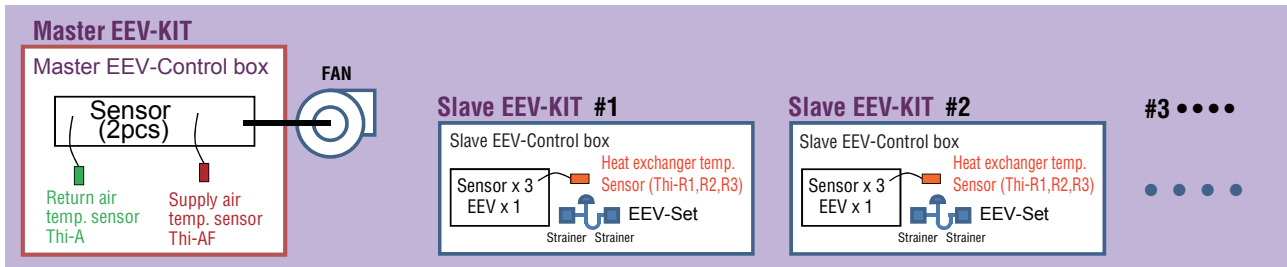 Master EEV-KIT
Master EEV-Control box
Sensor
(2pcs)
Return air
temp. sensor
Thi-A
Supply air
temp. sensor
Thi-AF
FAN
Slave EEV-KIT #1
Slave EEV-Control box
Sensor x 3
EEV x 1
Heat exchanger temp.
Sensor (Thi-R1,R2,R3)
EEV-Set
Strainer Strainer
Slave EEV-KIT #2
Slave EEV-Control box
Sensor x 3
EEV x 1
Heat exchanger temp.
Sensor (Thi-R1,R2,R3)
EEV-Set
Strainer Strainer
#3 ••••